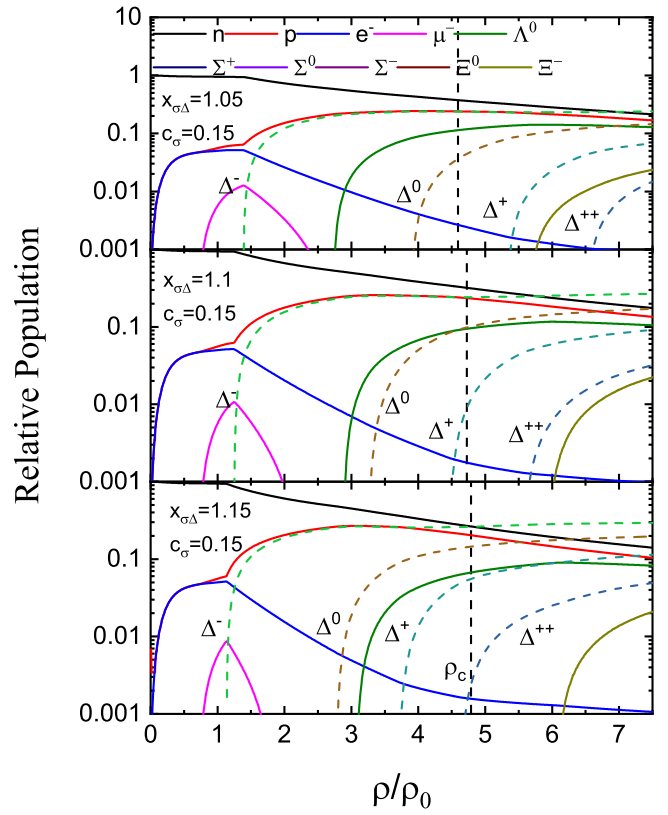 n p e⁻ μ⁻ Λ⁰
Σ⁺ Σ⁰ Σ⁻ Ξ⁰ Ξ⁻
10
1
0.1
0.01
0.001
x_σΔ=1.05
c_σ=0.15
Δ⁻
Δ⁰
Δ⁺
Δ⁺⁺
0.1
0.01
0.001
x_σΔ=1.1
c_σ=0.15
Δ⁻
Δ⁰
Δ⁺
Δ⁺⁺
0.1
0.01
0.001
x_σΔ=1.15
c_σ=0.15
Δ⁻
Δ⁰
Δ⁺
Δ⁺⁺
ρ_c
0 1 2 3 4 5 6 7
ρ/ρ₀
Relative Population